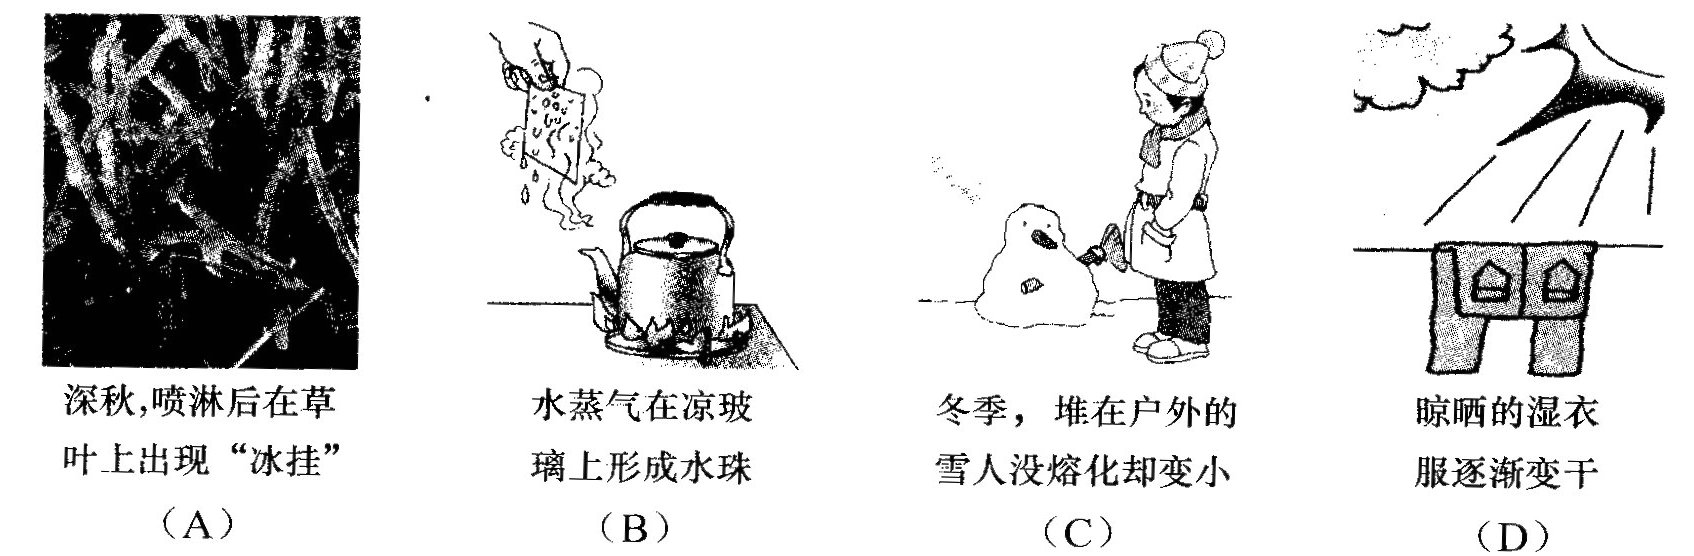 深秋，喷淋后在草
叶上出现“冰挂”
（A）
水蒸气在凉玻
璃上形成水珠
（B）
冬季，堆在户外的
雪人没熔化却变小
（C）
晾晒的湿衣
服逐渐变干
（D）